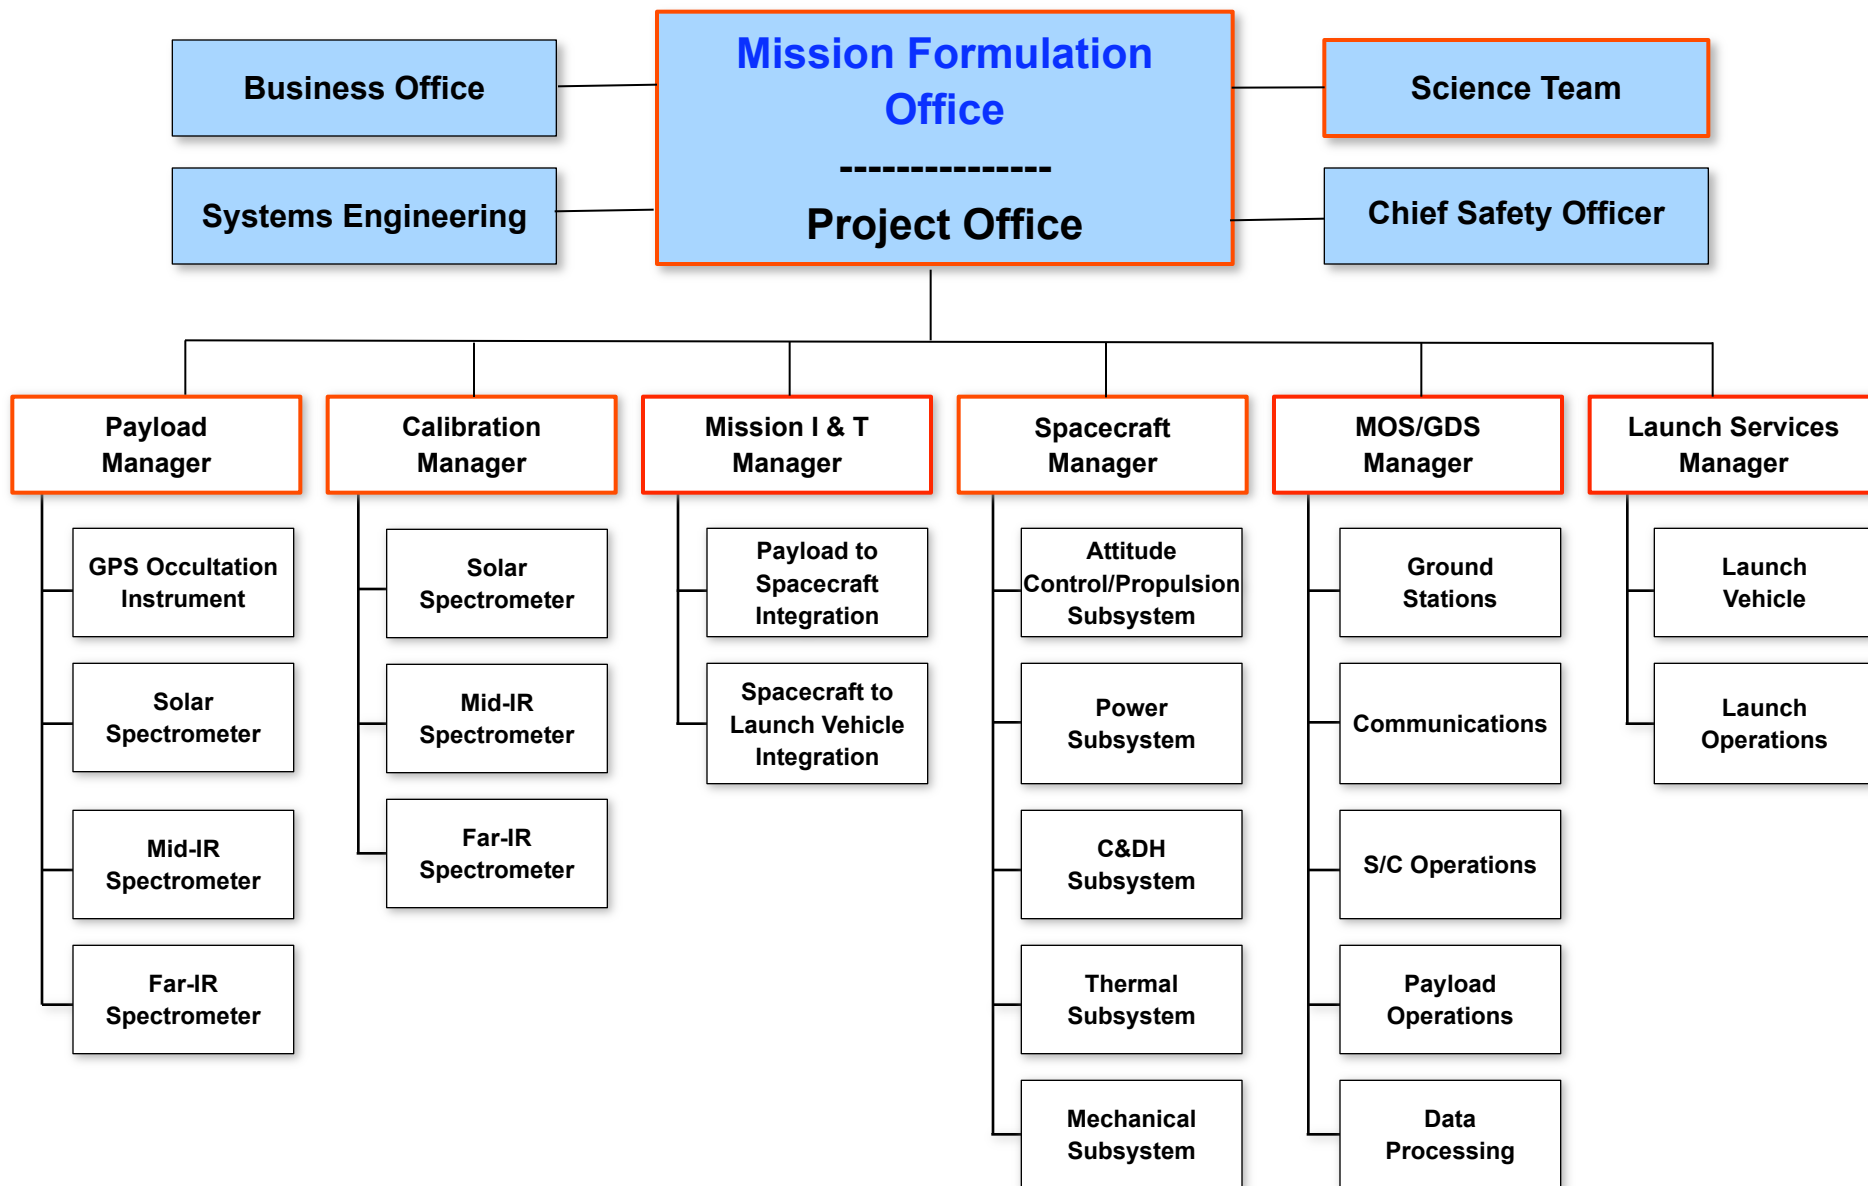 Mission Formulation
Office
---------------
Project Office
Business Office
Science Team
Systems Engineering
Chief Safety Officer
Payload
Manager
GPS Occultation
Instrument
Solar
Spectrometer
Mid-IR
Spectrometer
Far-IR
Spectrometer
Calibration
Manager
Solar
Spectrometer
Mid-IR
Spectrometer
Far-IR
Spectrometer
Mission I & T
Manager
Payload to
Spacecraft
Integration
Spacecraft to
Launch Vehicle
Integration
Spacecraft
Manager
Attitude
Control/Propulsion
Subsystem
Power
Subsystem
C&DH
Subsystem
Thermal
Subsystem
Mechanical
Subsystem
MOS/GDS
Manager
Ground
Stations
Communications
S/C Operations
Payload
Operations
Data
Processing
Launch Services
Manager
Launch
Vehicle
Launch
Operations